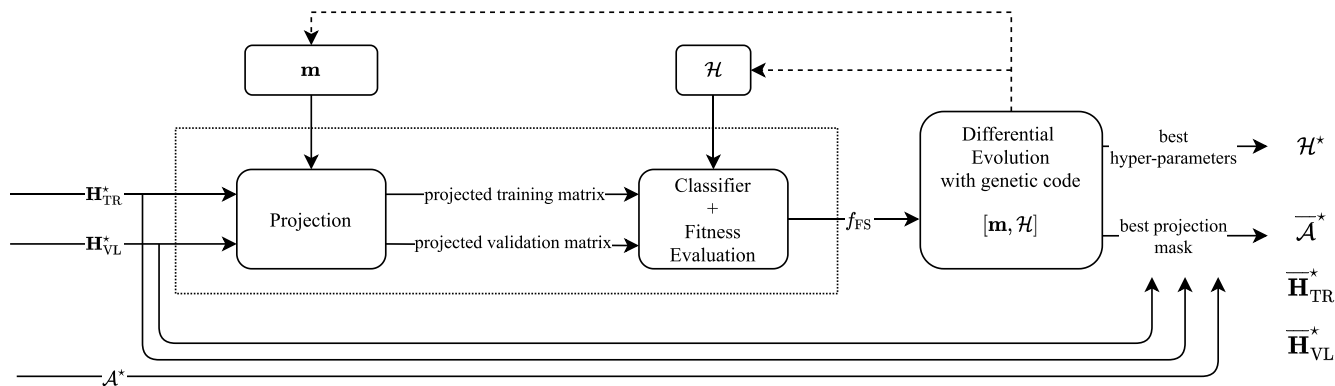 𝐦
ℋ
Differential
Evolution
with genetic code
[𝐦, ℋ]
best
hyper-parameters
ℋ⋆
𝐇⋆TR
projected training matrix
Classifier
+
Fitness
Evaluation
Projection
fFS
best projection
mask
𝒜̅⋆
𝐇⋆VL
projected validation matrix
𝐇̅⋆TR
𝐇̅⋆VL
𝒜⋆